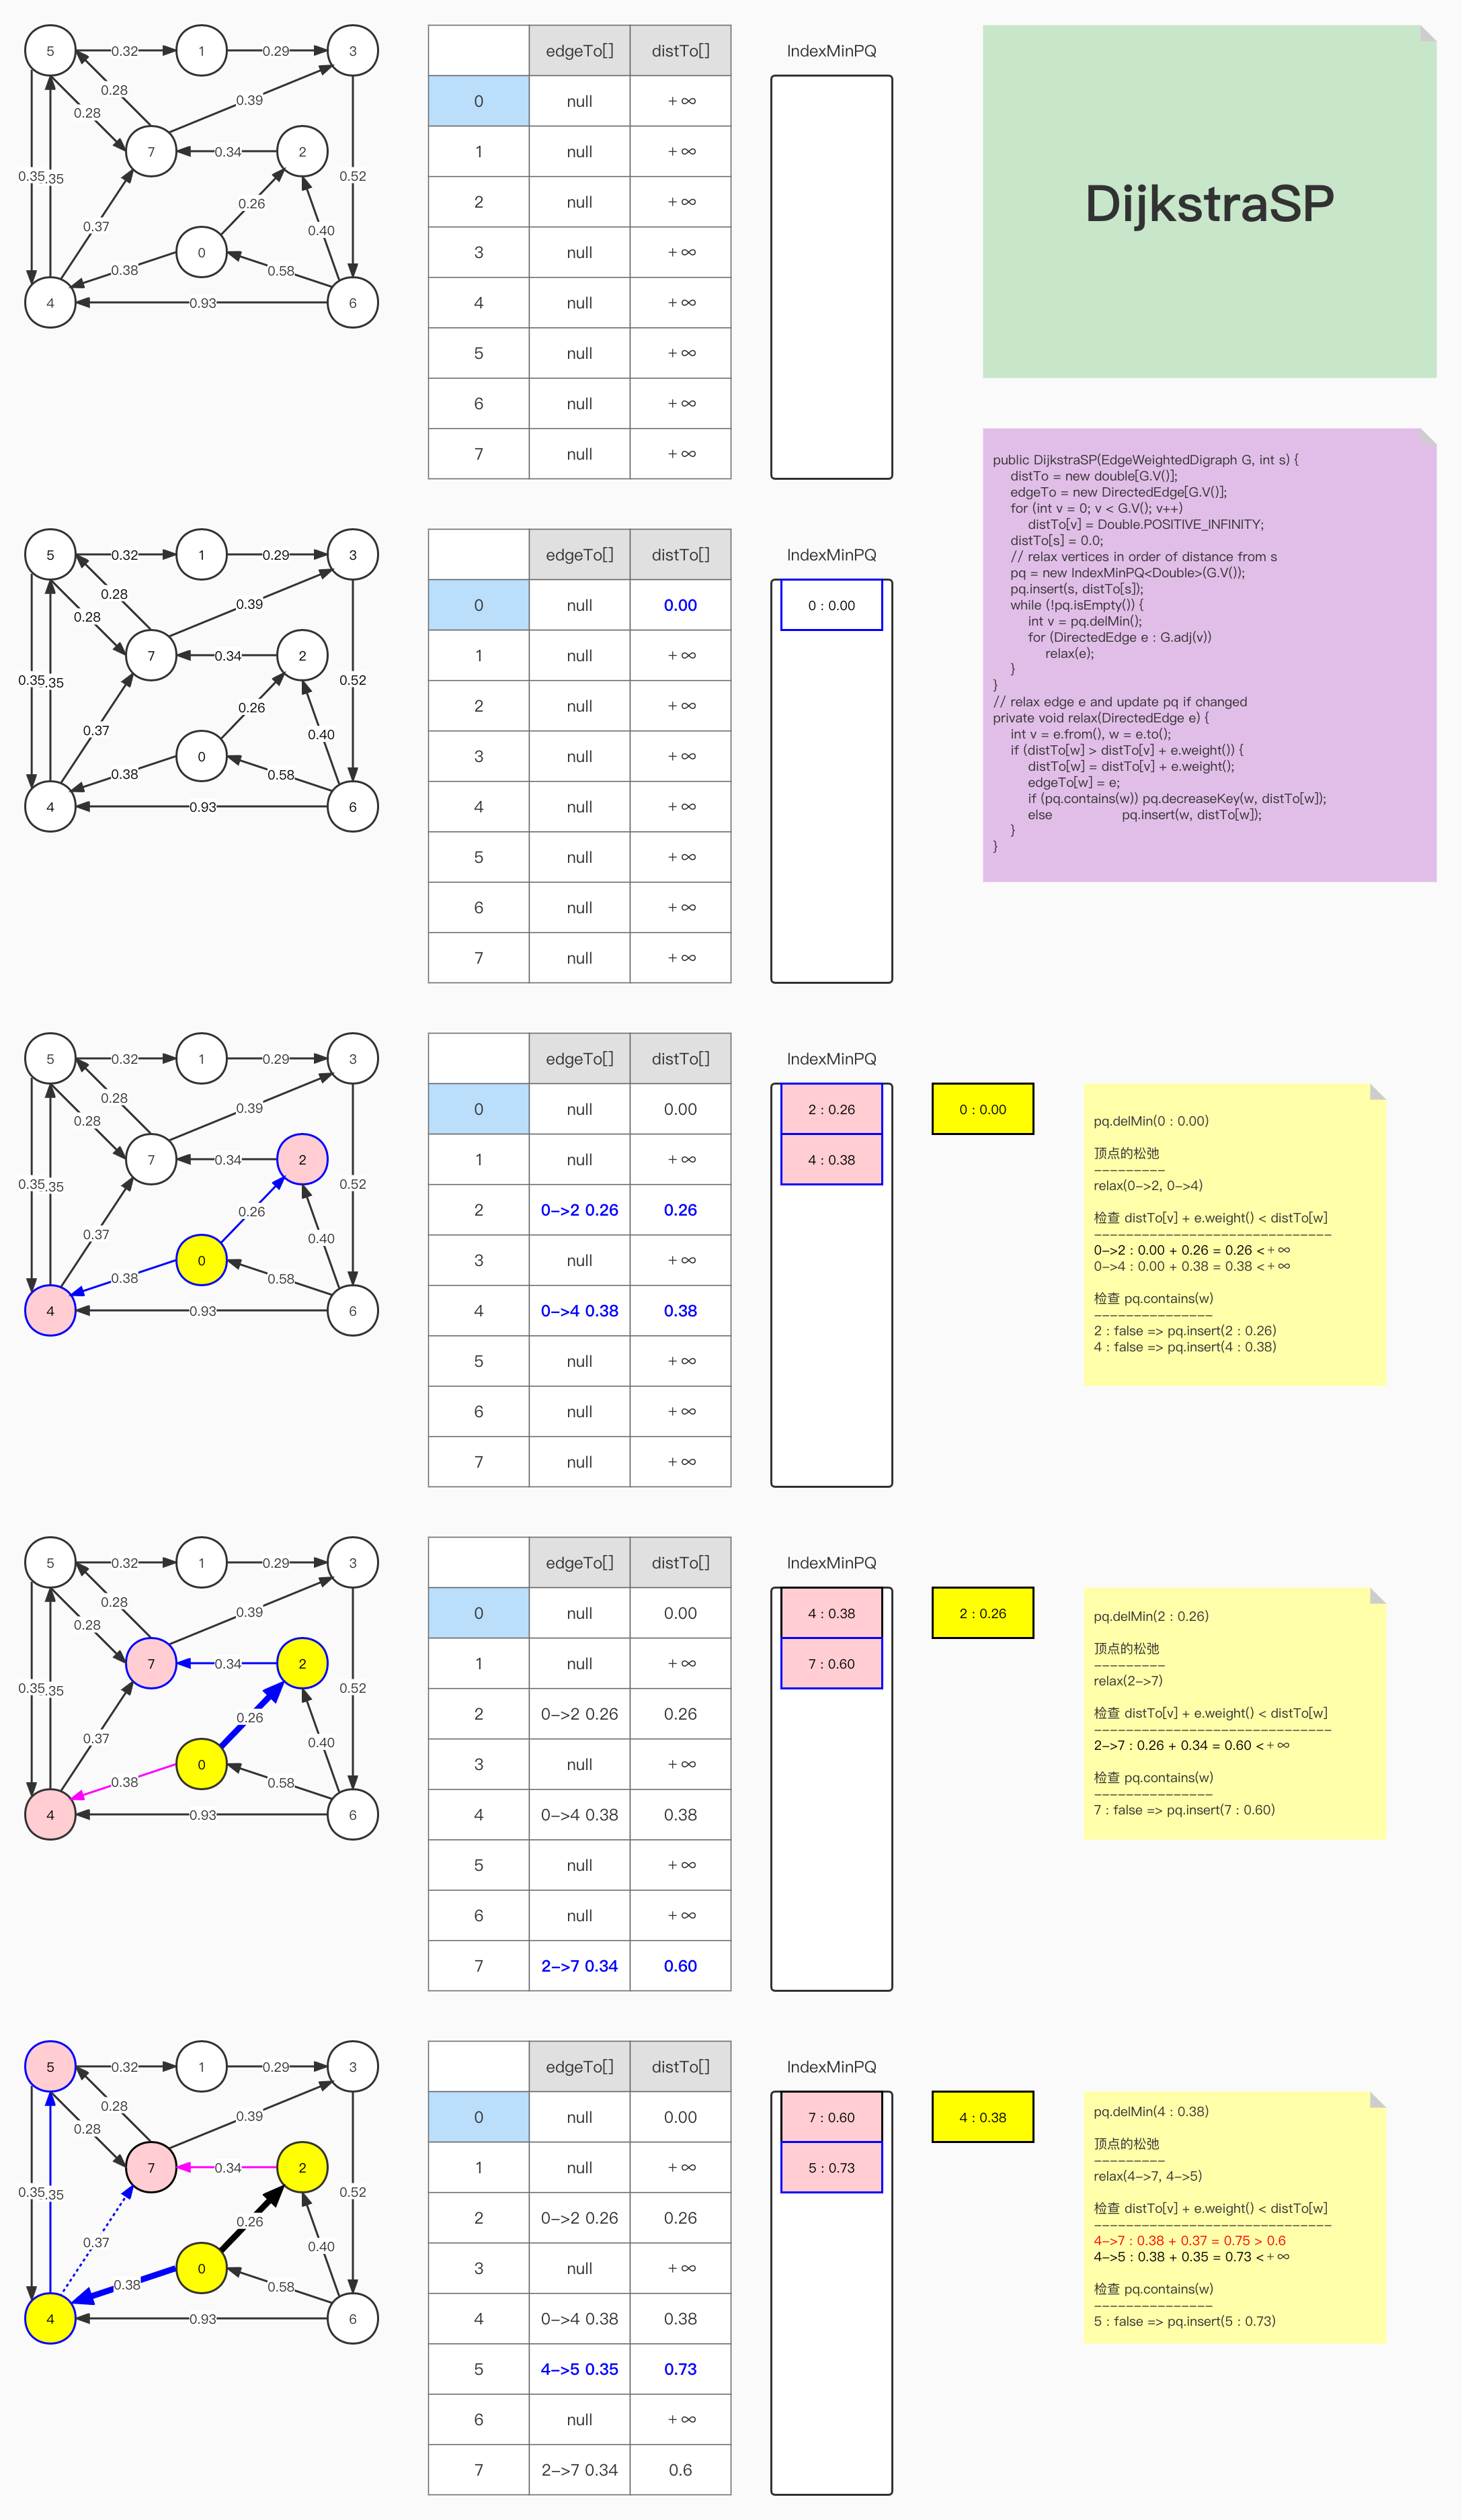 5
0.32
1
0.29
3
0.28
0.39
0.28
7
0.34
2
0.35
.35
0.52
0.26
0.37
0.40
0
0.38
0.58
4
0.93
6
edgeTo[] distTo[]
0 null +∞
1 null +∞
2 null +∞
3 null +∞
4 null +∞
5 null +∞
6 null +∞
7 null +∞
IndexMinPQ
DijkstraSP
public DijkstraSP(EdgeWeightedDigraph G, int s) {
distTo = new double[G.V()];
edgeTo = new DirectedEdge[G.V()];
for (int v = 0; v < G.V(); v++)
distTo[v] = Double.POSITIVE_INFINITY;
distTo[s] = 0.0;
// relax vertices in order of distance from s
pq = new IndexMinPQ<Double>(G.V());
pq.insert(s, distTo[s]);
while (!pq.isEmpty()) {
int v = pq.delMin();
for (DirectedEdge e : G.adj(v))
relax(e);
}
}
// relax edge e and update pq if changed
private void relax(DirectedEdge e) {
int v = e.from(), w = e.to();
if (distTo[w] > distTo[v] + e.weight()) {
distTo[w] = distTo[v] + e.weight();
edgeTo[w] = e;
if (pq.contains(w)) pq.decreaseKey(w, distTo[w]);
else pq.insert(w, distTo[w]);
}
}
5
0.32
1
0.29
3
0.28
0.39
0.28
7
0.34
2
0.35
.35
0.52
0.26
0.37
0.40
0
0.38
0.58
4
0.93
6
edgeTo[] distTo[]
0 null 0.00
1 null +∞
2 null +∞
3 null +∞
4 null +∞
5 null +∞
6 null +∞
7 null +∞
IndexMinPQ
0 : 0.00
5
0.32
1
0.29
3
0.28
0.39
0.28
7
0.34
2
0.35
.35
0.52
0.26
0.37
0.40
0
0.38
0.58
4
0.93
6
edgeTo[] distTo[]
0 null 0.00
1 null +∞
2 0–>2 0.26 0.26
3 null +∞
4 0–>4 0.38 0.38
5 null +∞
6 null +∞
7 null +∞
IndexMinPQ
2 : 0.26
4 : 0.38
0 : 0.00
pq.delMin(0 : 0.00)
顶点的松弛
–––––––––
relax(0–>2, 0–>4)
检查 distTo[v] + e.weight() < distTo[w]
––––––––––––––––––––––––––––––
0–>2 : 0.00 + 0.26 = 0.26 <+∞
0–>4 : 0.00 + 0.38 = 0.38 <+∞
检查 pq.contains(w)
–––––––––––––––
2 : false => pq.insert(2 : 0.26)
4 : false => pq.insert(4 : 0.38)
5
0.32
1
0.29
3
0.28
0.39
0.28
7
0.34
2
0.35
.35
0.52
0.26
0.37
0.40
0
0.38
0.58
4
0.93
6
edgeTo[] distTo[]
0 null 0.00
1 null +∞
2 0–>2 0.26 0.26
3 null +∞
4 0–>4 0.38 0.38
5 null +∞
6 null +∞
7 2–>7 0.34 0.60
IndexMinPQ
4 : 0.38
7 : 0.60
2 : 0.26
pq.delMin(2 : 0.26)
顶点的松弛
–––––––––
relax(2–>7)
检查 distTo[v] + e.weight() < distTo[w]
––––––––––––––––––––––––––––––
2–>7 : 0.26 + 0.34 = 0.60 <+∞
检查 pq.contains(w)
–––––––––––––––
7 : false => pq.insert(7 : 0.60)
5
0.32
1
0.29
3
0.28
0.39
0.28
7
0.34
2
0.35
.35
0.52
0.26
0.37
0.40
0
0.38
0.58
4
0.93
6
edgeTo[] distTo[]
0 null 0.00
1 null +∞
2 0–>2 0.26 0.26
3 null +∞
4 0–>4 0.38 0.38
5 4–>5 0.35 0.73
6 null +∞
7 2–>7 0.34 0.6
IndexMinPQ
7 : 0.60
5 : 0.73
4 : 0.38
pq.delMin(4 : 0.38)
顶点的松弛
–––––––––
relax(4–>7, 4–>5)
检查 distTo[v] + e.weight() < distTo[w]
––––––––––––––––––––––––––––––
4–>7 : 0.38 + 0.37 = 0.75 > 0.6
4–>5 : 0.38 + 0.35 = 0.73 <+∞
检查 pq.contains(w)
–––––––––––––––
5 : false => pq.insert(5 : 0.73)